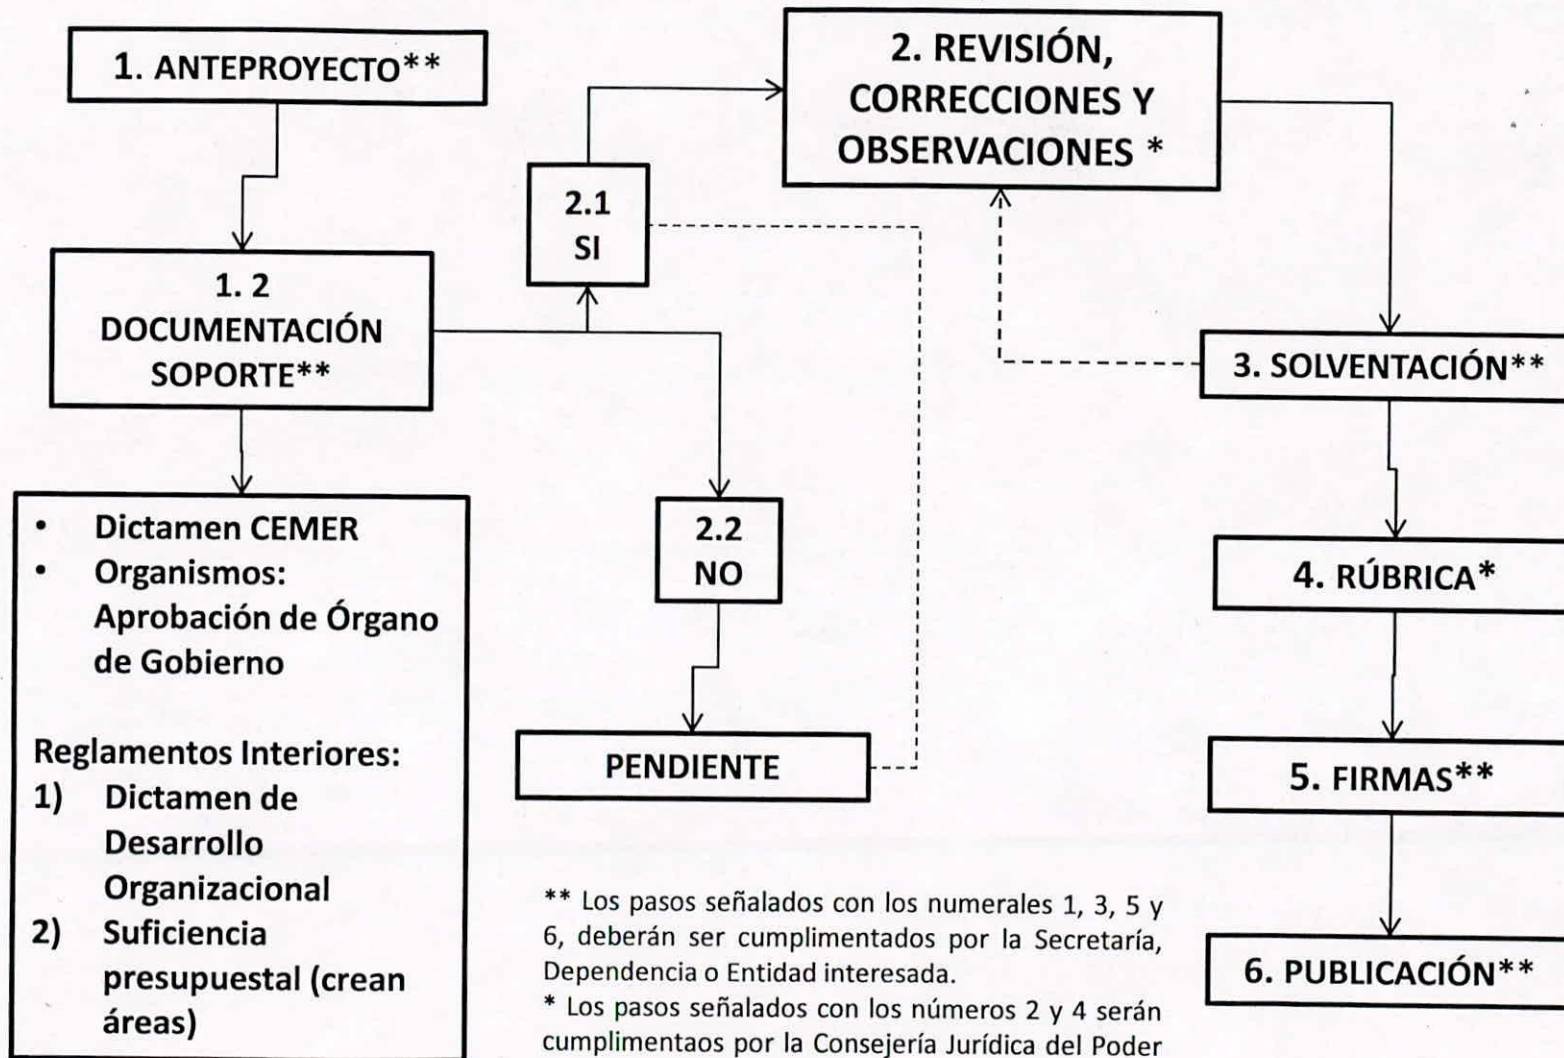 1. ANTEPROYECTO**
2. REVISIÓN,
CORRECCIONES Y
OBSERVACIONES *
2.1
SI
1. 2
DOCUMENTACIÓN
SOPORTE**
3. SOLVENTACIÓN**
• Dictamen CEMER
• Organismos:
Aprobación de Órgano
de Gobierno
Reglamentos Interiores:
1) Dictamen de
Desarrollo
Organizacional
2) Suficiencia
presupuestal (crean
áreas)
2.2
NO
PENDIENTE
4. RÚBRICA*
5. FIRMAS**
6. PUBLICACIÓN**
** Los pasos señalados con los numerales 1, 3, 5 y
6, deberán ser cumplimentados por la Secretaría,
Dependencia o Entidad interesada.
* Los pasos señalados con los números 2 y 4 serán
cumplimentaos por la Consejería Jurídica del Poder